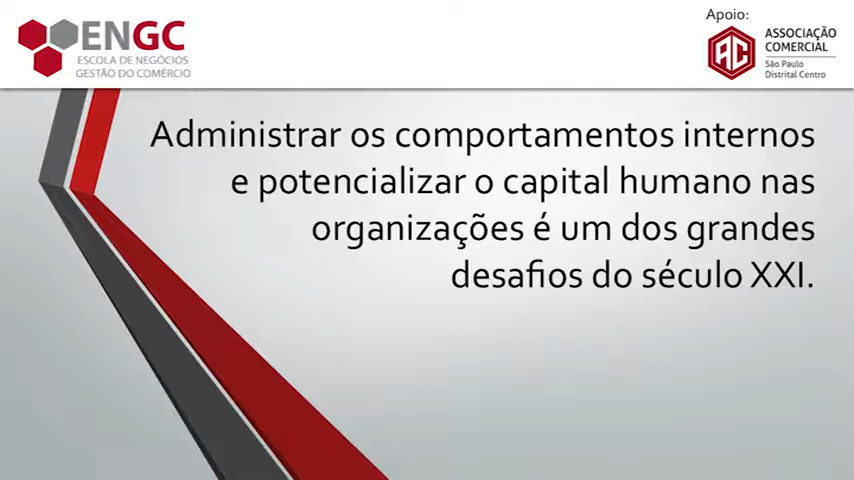 ENGC
ESCOLA DE NEGÓCIOS
GESTÃO DO COMÉRCIO
Apoio:
AC
ASSOCIAÇÃO
COMERCIAL
São Paulo
Distrital Centro
Administrar os comportamentos internos
e potencializar o capital humano nas
organizações é um dos grandes
desafios do século XXI.